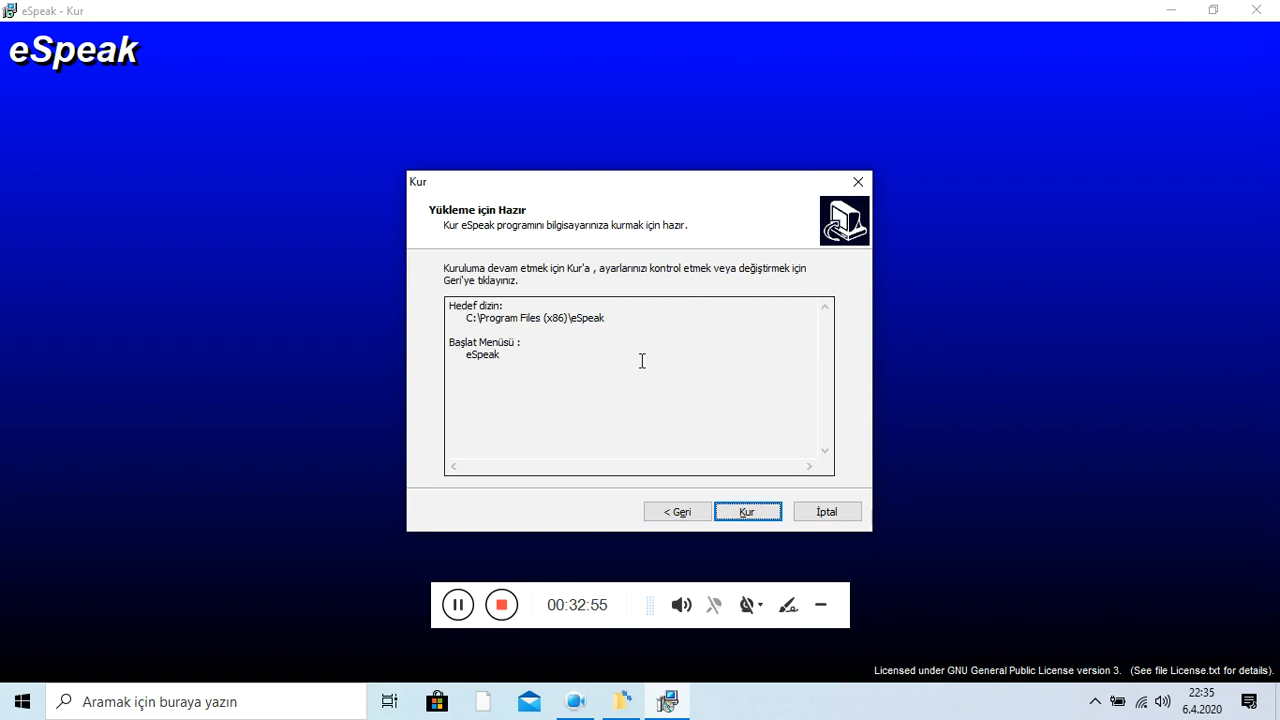 eSpeak - Kur
eSpeak
Kur
Yükleme için Hazır
Kur eSpeak programını bilgisayarınıza kurmak için hazır.
Kuruluma devam etmek için Kur'a , ayarlarınızı kontrol etmek veya değiştirmek için
Geri'ye tıklayınız.
Hedef dizin:
C:\Program Files (x86)\eSpeak
Başlat Menüsü :
eSpeak
< Geri
Kur
İptal
00:32:55
Licensed under GNU General Public License version 3. (See file License.txt for details).
Aramak için buraya yazın
22:35
6.4.2020